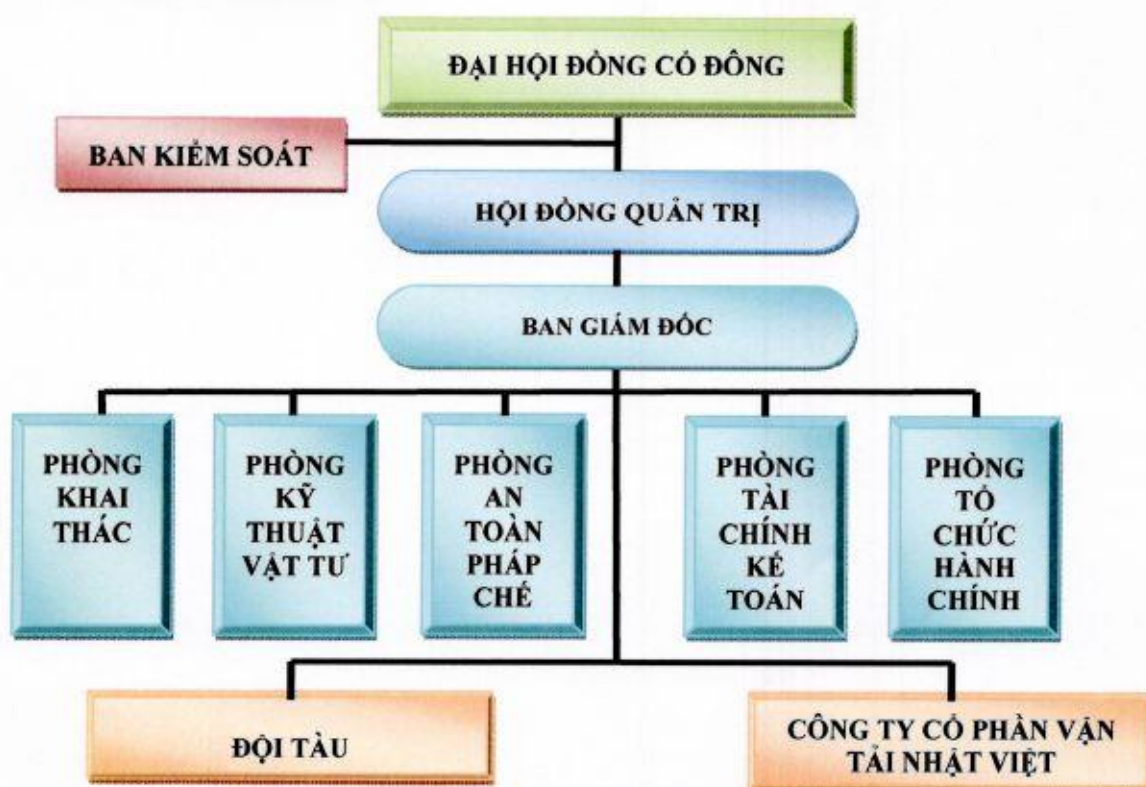 ĐẠI HỘI ĐỒNG CỔ ĐÔNG
BAN KIỂM SOÁT
HỘI ĐỒNG QUẢN TRỊ
BAN GIÁM ĐỐC
PHÒNG
KHAI
THÁC
PHÒNG
KỸ
THUẬT
VẬT TƯ
PHÒNG
AN
TOÀN
PHÁP
CHẾ
PHÒNG
TÀI
CHÍNH
KẾ
TOÁN
PHÒNG
TỔ
CHỨC
HÀNH
CHÍNH
ĐỘI TÀU
CÔNG TY CỔ PHẦN VẬN
TẢI NHẬT VIỆT